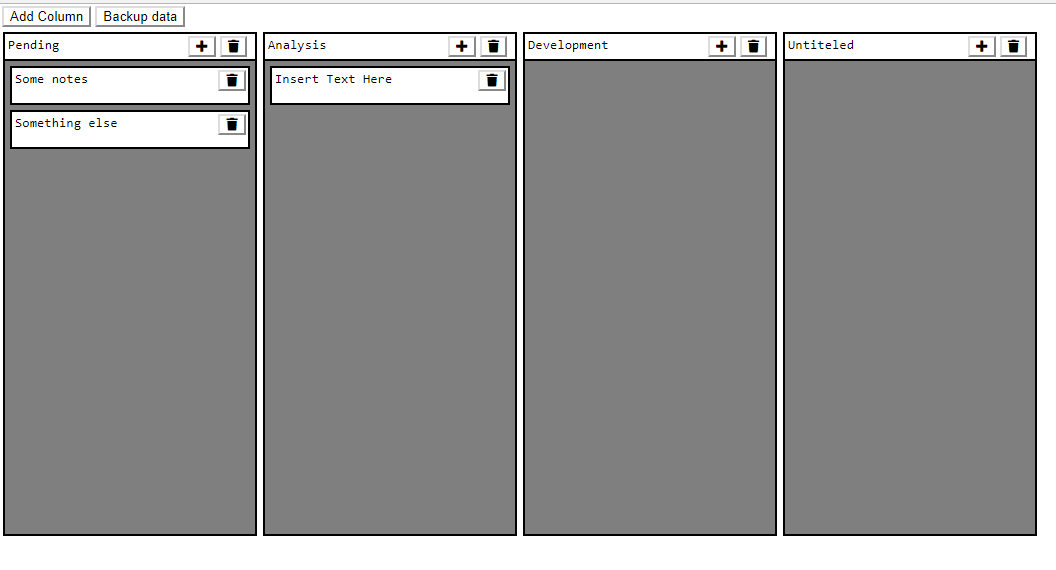 Add Column Backup data
Pending
Some notes
Something else
Analysis
Insert Text Here
Development
Untiteled